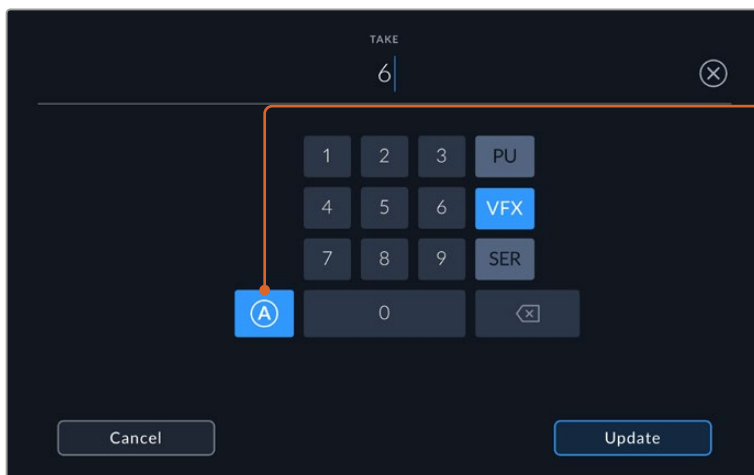 TAKE
6
1 2 3 PU
4 5 6 VFX
7 8 9 SER
A 0
Cancel Update